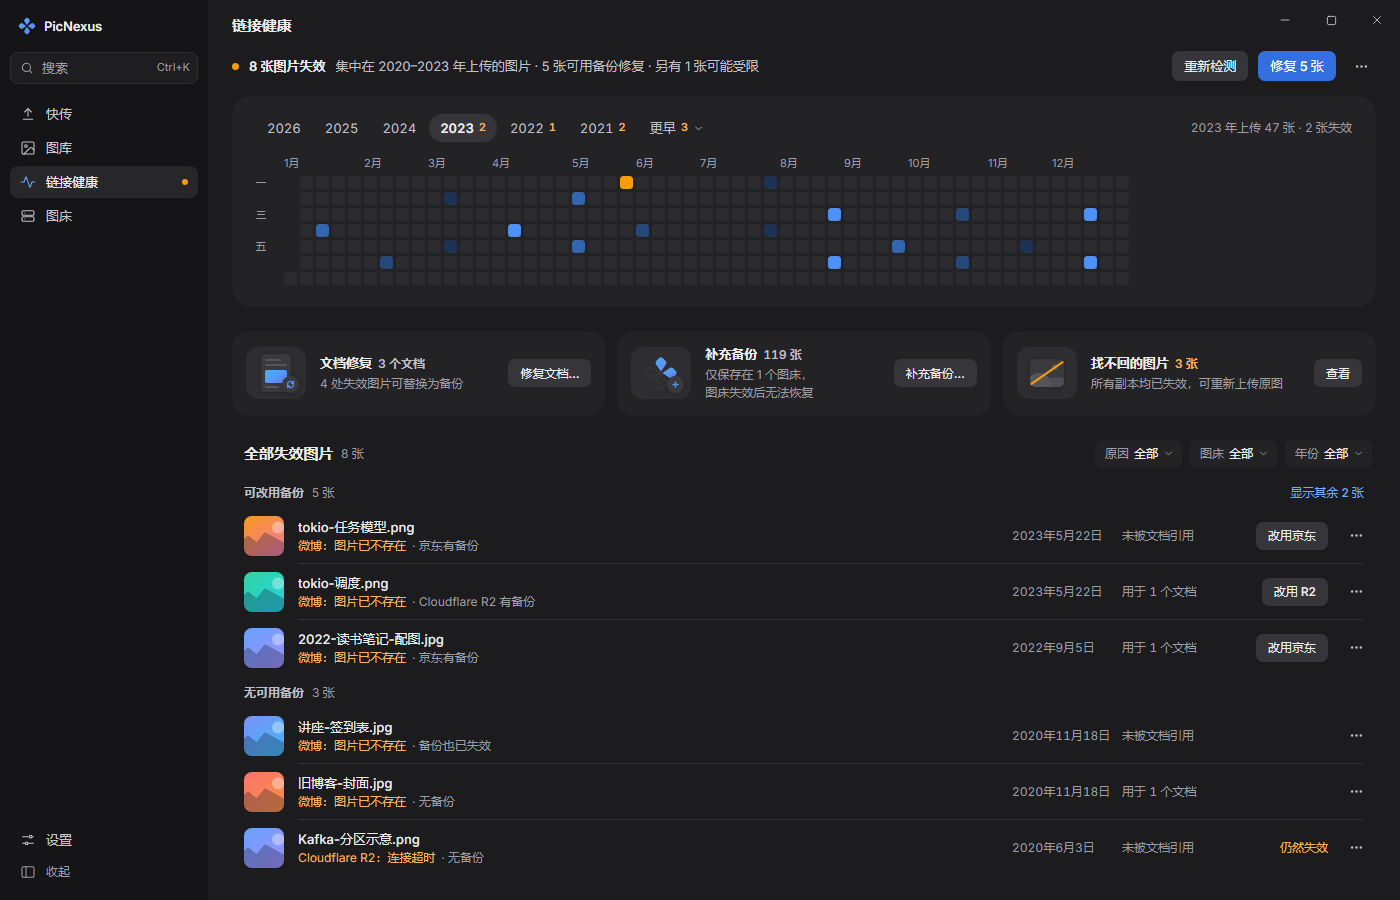 PicNexus
搜索 Ctrl+K
快传
图库
链接健康
图床
设置
收起
链接健康
8 张图片失效 集中在 2020–2023 年上传的图片 · 5 张可用备份修复 · 另有 1 张可能受限
重新检测 修复 5 张
2026 2025 2024 2023 2 2022 1 2021 2 更早 3
2023 年上传 47 张 · 2 张失效
1月 2月 3月 4月 5月 6月 7月 8月 9月 10月 11月 12月
一
三
五
文档修复 3 个文档
4 处失效图片可替换为备份
修复文档...
补充备份 119 张
仅保存在 1 个图床，
图床失效后无法恢复
补充备份...
找不回的图片 3 张
所有副本均已失效，可重新上传原图
查看
全部失效图片 8 张
原因 全部 图床 全部 年份 全部
可改用备份 5 张
显示其余 2 张
tokio-任务模型.png
微博：图片已不存在 · 京东有备份
2023年5月22日 未被文档引用 改用京东
tokio-调度.png
微博：图片已不存在 · Cloudflare R2 有备份
2023年5月22日 用于 1 个文档 改用 R2
2022-读书笔记-配图.jpg
微博：图片已不存在 · 京东有备份
2022年9月5日 用于 1 个文档 改用京东
无可用备份 3 张
讲座-签到表.jpg
微博：图片已不存在 · 备份也已失效
2020年11月18日 未被文档引用
旧博客-封面.jpg
微博：图片已不存在 · 无备份
2020年11月18日 用于 1 个文档
Kafka-分区示意.png
Cloudflare R2：连接超时 · 无备份
2020年6月3日 未被文档引用 仍然失效